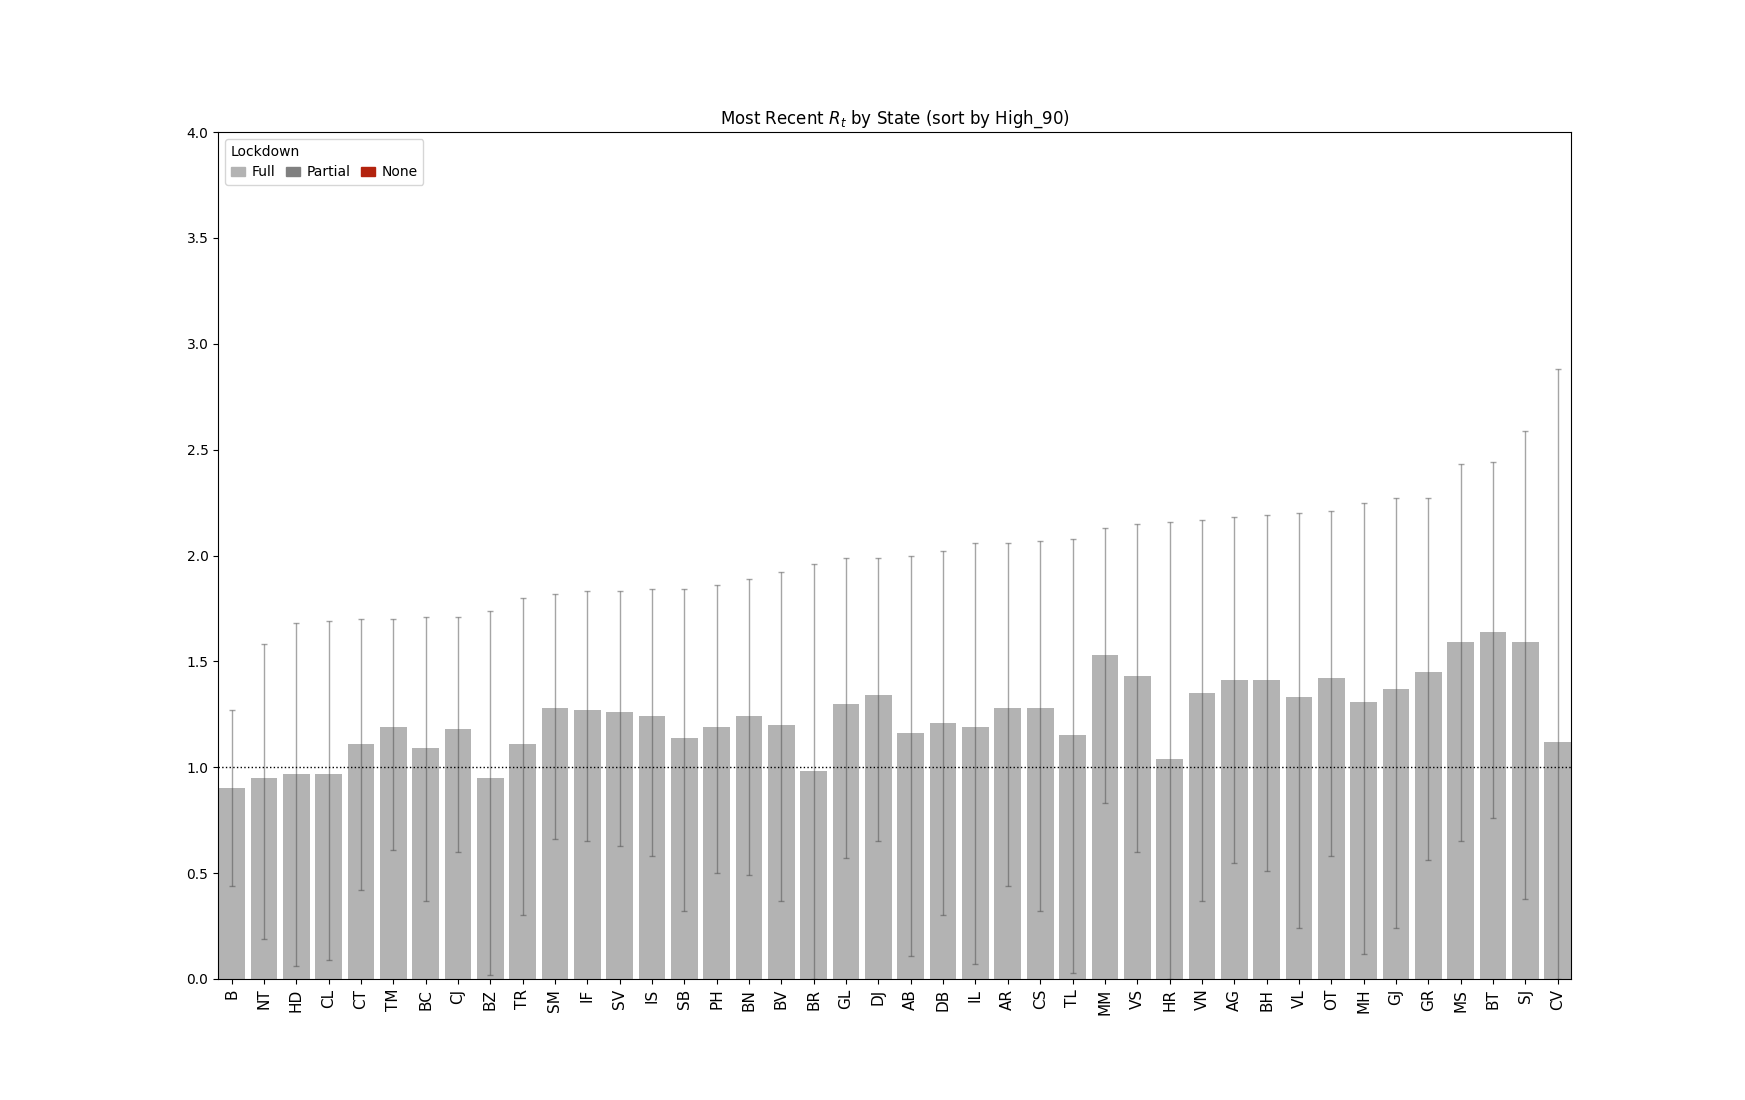 Most Recent R_t by State (sort by High_90)
Lockdown
Full Partial None
4.0
3.5
3.0
2.5
2.0
1.5
1.0
0.5
0.0
B NT HD CL CT TM BC CJ BZ TR SM IF SV IS SB PH BN BV BR GL DJ AB DB IL AR CS TL MM VS HR VN AG BH VL OT MH GJ GR MS BT SJ CV